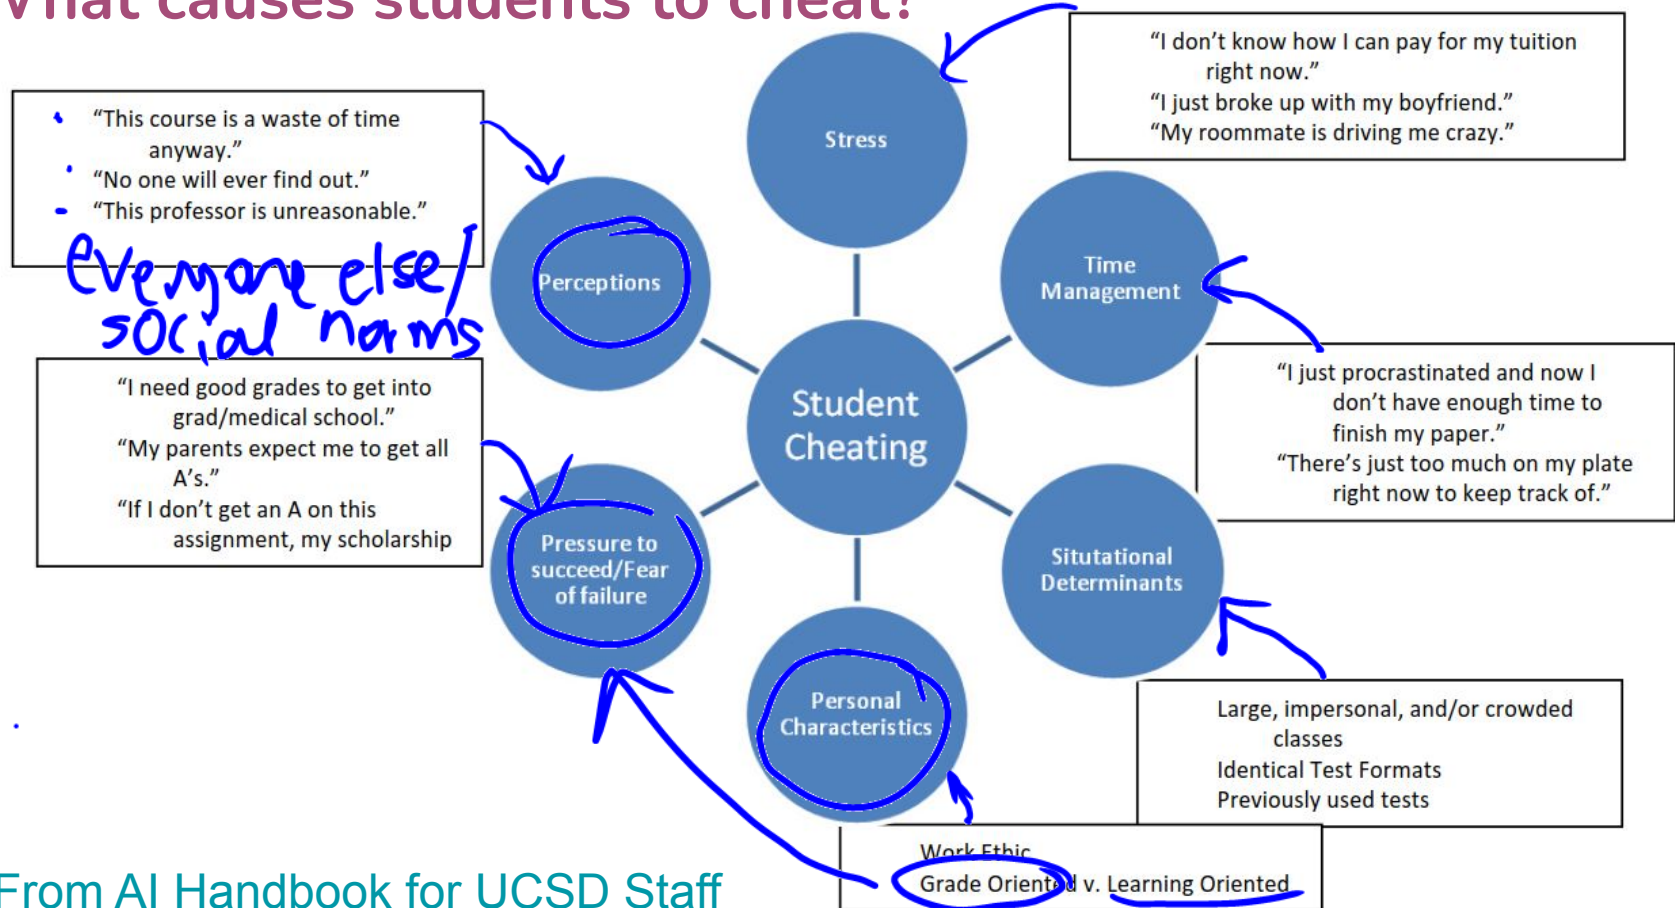 What causes students to cheat?
“This course is a waste of time
anyway.”
“No one will ever find out.”
“This professor is unreasonable.”
everyone else/
social norms
“I need good grades to get into
grad/medical school.”
“My parents expect me to get all
A’s.”
“If I don’t get an A on this
assignment, my scholarship
Perceptions
Pressure to
succeed/Fear
of failure
Stress
Student
Cheating
Personal
Characteristics
Time
Management
Situtational
Determinants
“I don’t know how I can pay for my tuition
right now.”
“I just broke up with my boyfriend.”
“My roommate is driving me crazy.”
“I just procrastinated and now I
don’t have enough time to
finish my paper.”
“There’s just too much on my plate
right now to keep track of.”
Large, impersonal, and/or crowded
classes
Identical Test Formats
Previously used tests
Work Ethic
Grade Oriented v. Learning Oriented
From AI Handbook for UCSD Staff